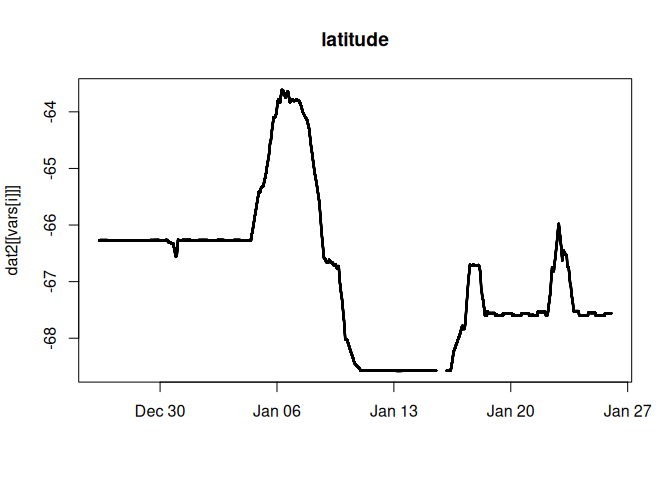 latitude
dat2[[vars[i]]]
-64
-65
-66
-67
-68
Dec 30
Jan 06
Jan 13
Jan 20
Jan 27